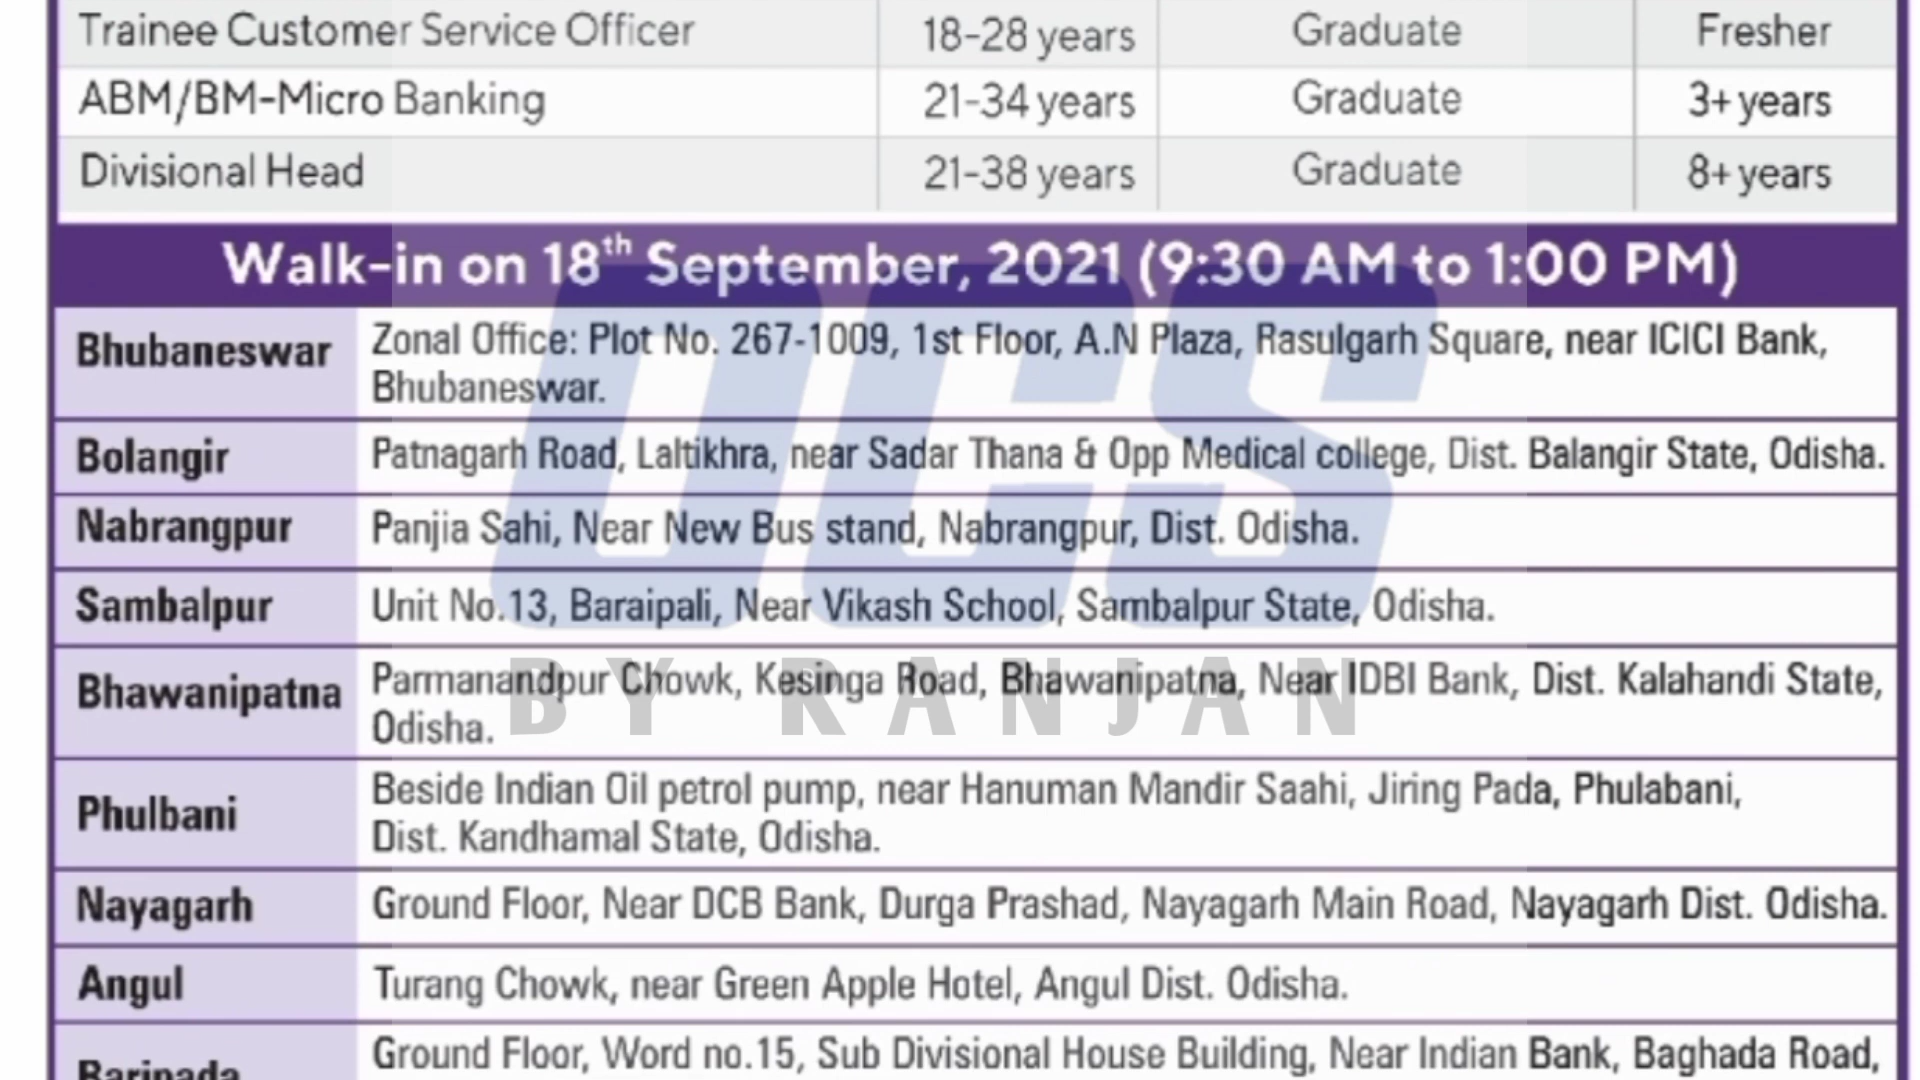 Trainee Customer Service Officer 18-28 years Graduate Fresher
ABM/BM-Micro Banking 21-34 years Graduate 3+ years
Divisional Head 21-38 years Graduate 8+ years
Walk-in on 18th September, 2021 (9:30 AM to 1:00 PM)
Bhubaneswar Zonal Office: Plot No. 267-1009, 1st Floor, A.N Plaza, Rasulgarh Square, near ICICI Bank,
Bhubaneswar.
Bolangir Patnagarh Road, Laltikhra, near Sadar Thana & Opp Medical college, Dist. Balangir State, Odisha.
Nabrangpur Panjia Sahi, Near New Bus stand, Nabrangpur, Dist. Odisha.
Sambalpur Unit No.13, Baraipali, Near Vikash School, Sambalpur State, Odisha.
Bhawanipatna Parmanandpur Chowk, Kesinga Road, Bhawanipatna, Near IDBI Bank, Dist. Kalahandi State,
Odisha.
Phulbani Beside Indian Oil petrol pump, near Hanuman Mandir Saahi, Jiring Pada, Phulabani,
Dist. Kandhamal State, Odisha.
Nayagarh Ground Floor, Near DCB Bank, Durga Prashad, Nayagarh Main Road, Nayagarh Dist. Odisha.
Angul Turang Chowk, near Green Apple Hotel, Angul Dist. Odisha.
Baripada Ground Floor, Word no.15, Sub Divisional House Building, Near Indian Bank, Baghada Road,
OCS
BY RANJAN